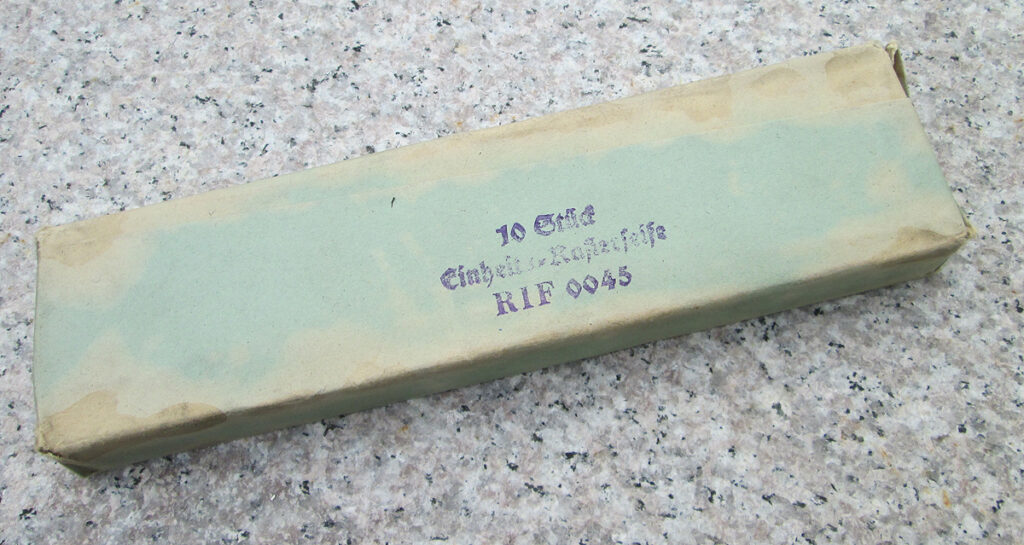 10 Stück
Einheits-Rasierseife
RIF 0045